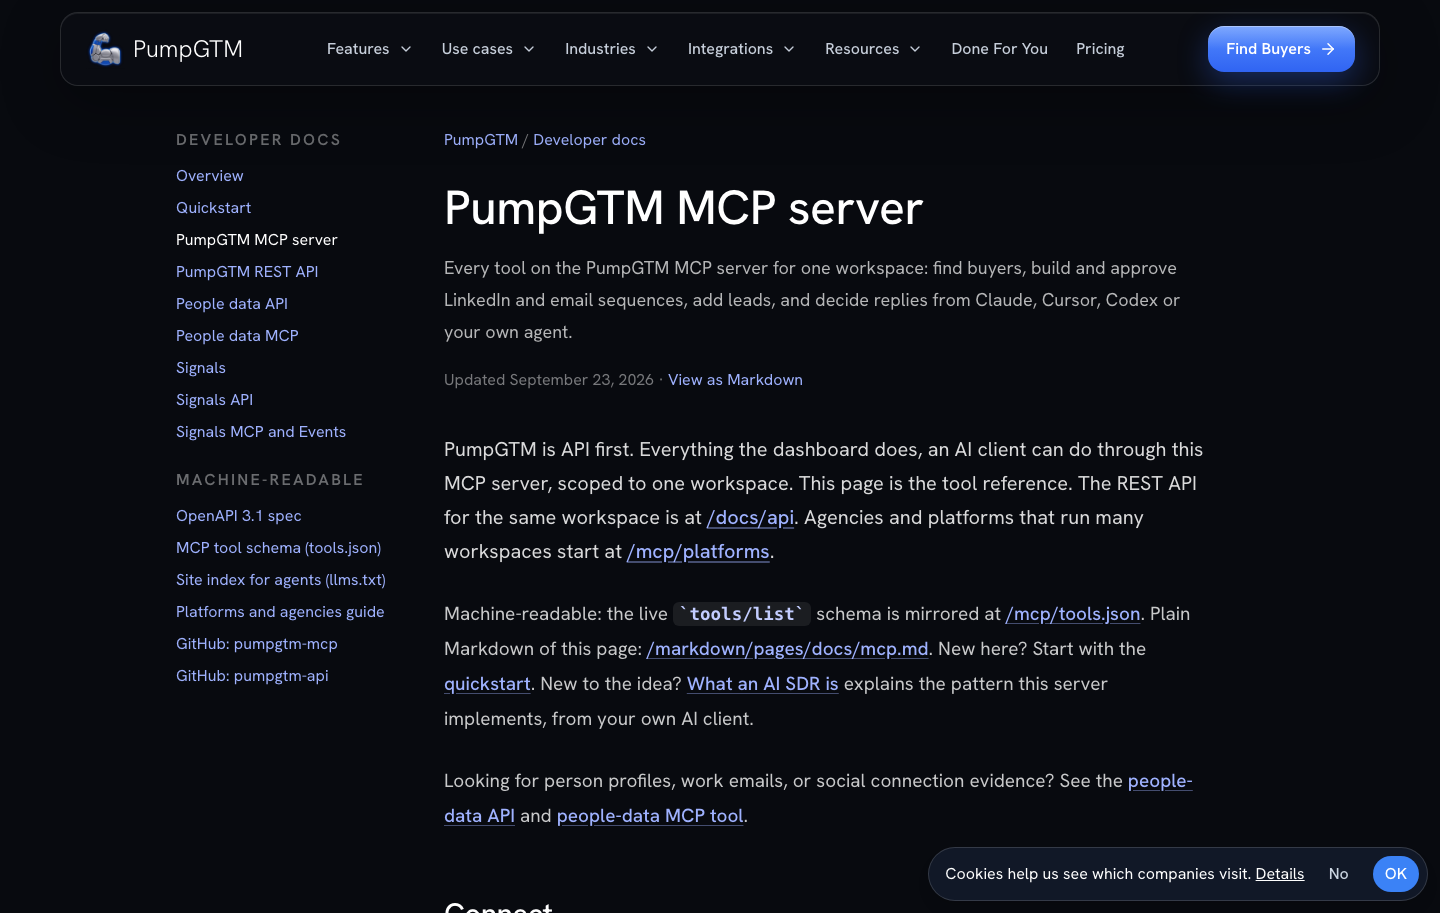 PumpGTM
Features
Use cases
Industries
Integrations
Resources
Done For You
Pricing
Find Buyers
DEVELOPER DOCS
Overview
Quickstart
PumpGTM MCP server
PumpGTM REST API
People data API
People data MCP
Signals
Signals API
Signals MCP and Events
MACHINE-READABLE
OpenAPI 3.1 spec
MCP tool schema (tools.json)
Site index for agents (llms.txt)
Platforms and agencies guide
GitHub: pumpgtm-mcp
GitHub: pumpgtm-api
PumpGTM / Developer docs
PumpGTM MCP server
Every tool on the PumpGTM MCP server for one workspace: find buyers, build and approve
LinkedIn and email sequences, add leads, and decide replies from Claude, Cursor, Codex or
your own agent.
Updated September 23, 2026 · View as Markdown
PumpGTM is API first. Everything the dashboard does, an AI client can do through this
MCP server, scoped to one workspace. This page is the tool reference. The REST API
for the same workspace is at /docs/api. Agencies and platforms that run many
workspaces start at /mcp/platforms.
Machine-readable: the live `tools/list` schema is mirrored at /mcp/tools.json. Plain
Markdown of this page: /markdown/pages/docs/mcp.md. New here? Start with the
quickstart. New to the idea? What an AI SDR is explains the pattern this server
implements, from your own AI client.
Looking for person profiles, work emails, or social connection evidence? See the people-
data API and people-data MCP tool.
Connect
Cookies help us see which companies visit. Details
No
OK